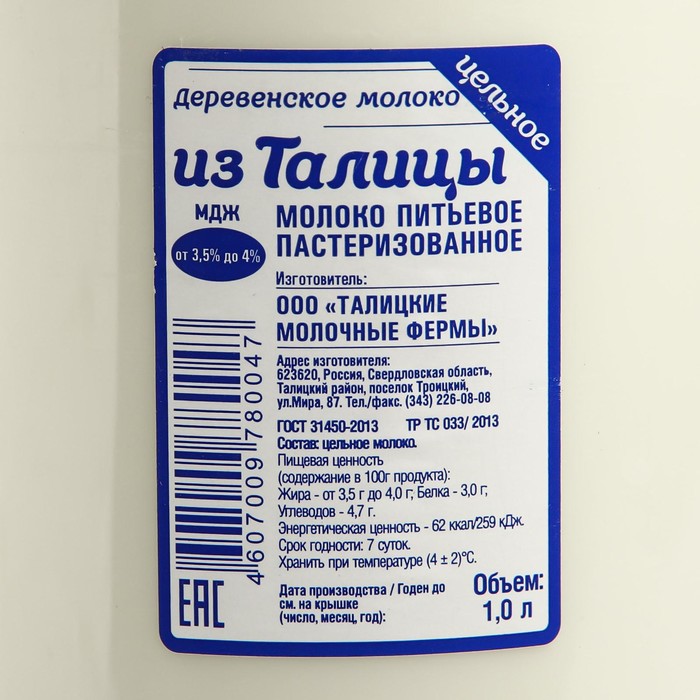 цельное
деревенское молоко
из Талицы
МДЖ
от 3,5% до 4%
МОЛОКО ПИТЬЕВОЕ
ПАСТЕРИЗОВАННОЕ
Изготовитель:
ООО «ТАЛИЦКИЕ
МОЛОЧНЫЕ ФЕРМЫ»
Адрес изготовителя:
623620, Россия, Свердловская область,
Талицкий район, поселок Троицкий,
ул.Мира, 87. Тел./факс. (343) 226-08-08
ГОСТ 31450-2013 ТР ТС 033/ 2013
Состав: цельное молоко.
Пищевая ценность
(содержание в 100г продукта):
Жира - от 3,5 г до 4,0 г; Белка - 3,0 г;
Углеводов - 4,7 г.
Энергетическая ценность - 62 ккал/259 кДж.
Срок годности: 7 суток.
Хранить при температуре (4 ± 2)°С.
4 607009 780047
ЕАС
Дата производства / Годен до
см. на крышке
(число, месяц, год):
Объем:
1,0 л